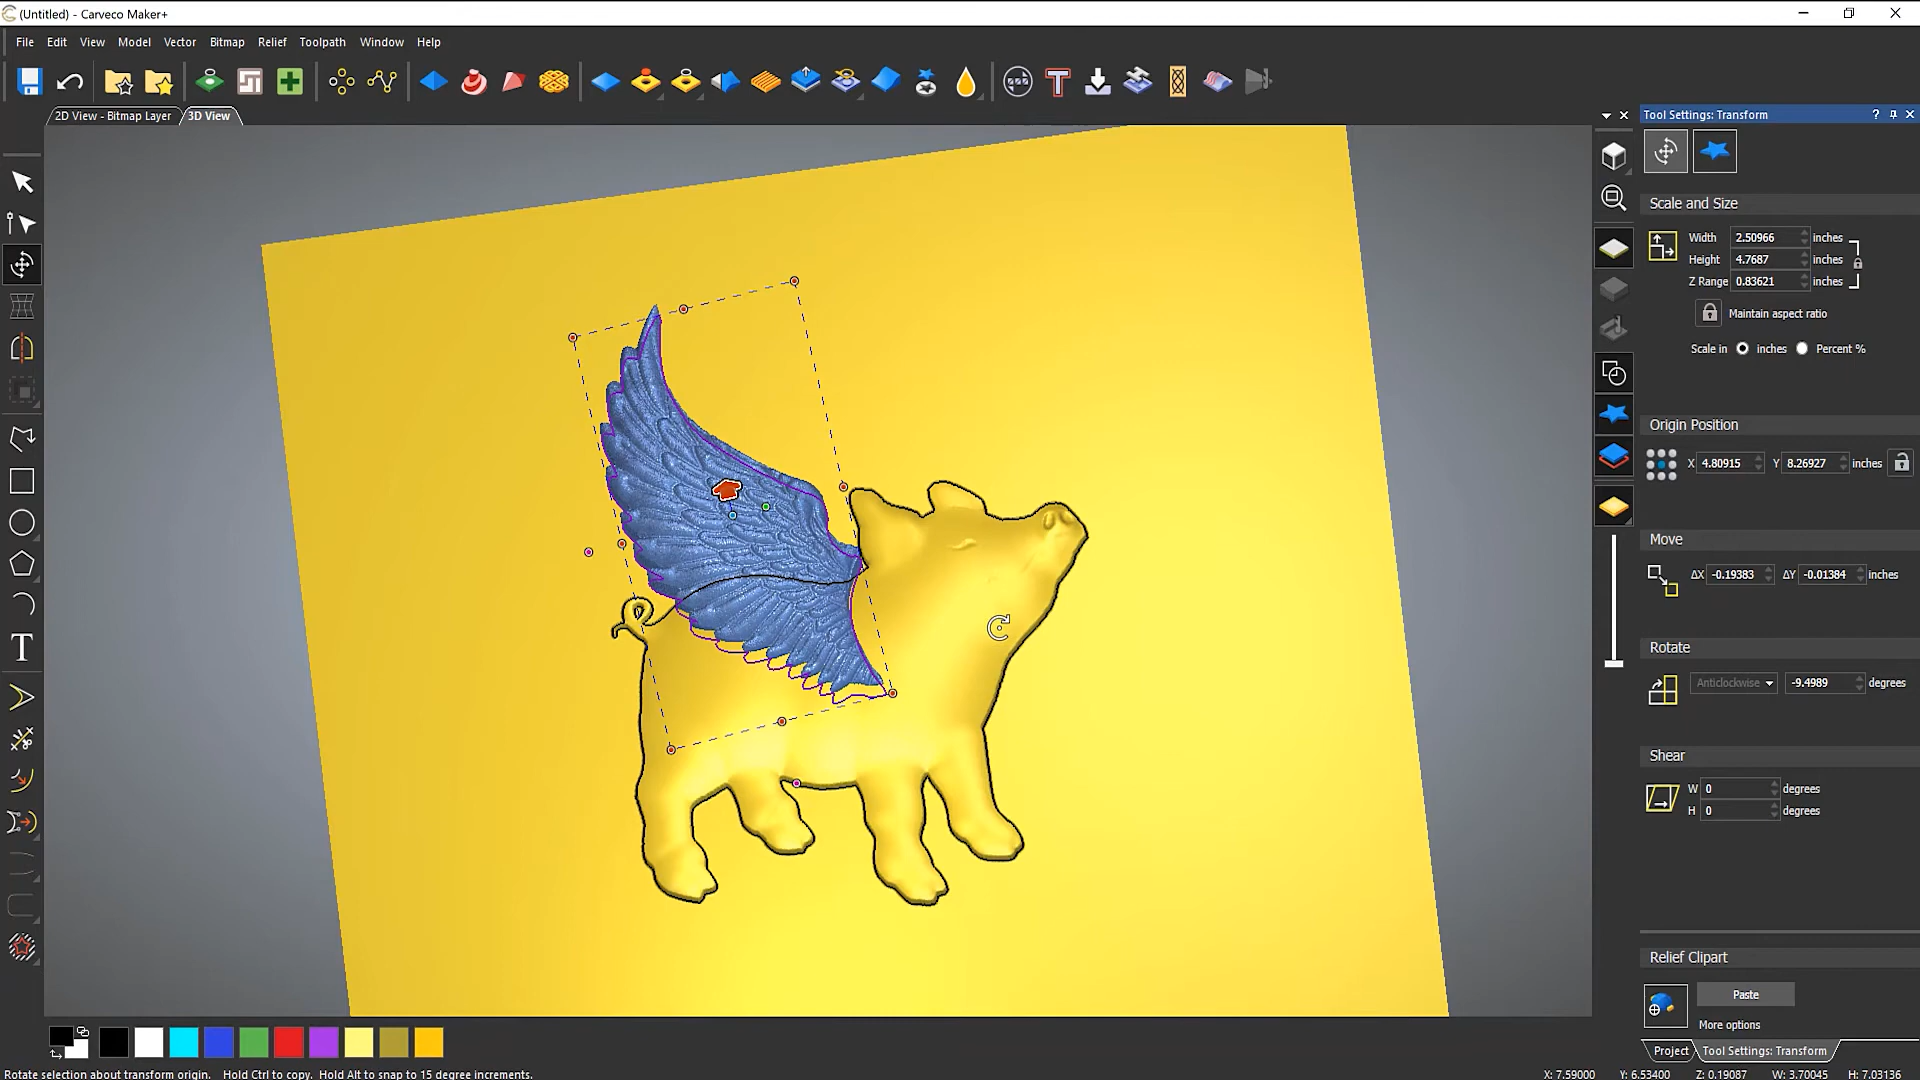 (Untitled) - Carveco Maker+
File Edit View Model Vector Bitmap Relief Toolpath Window Help
2D View - Bitmap Layer 3D View
Tool Settings: Transform
Scale and Size
Width 2.50966 inches
Height 4.7687 inches
Z Range 0.83621 inches
Maintain aspect ratio
Scale in inches Percent %
Origin Position
X 4.80915 Y 8.26927 inches
Move
ΔX -0.19383 ΔY -0.01384 inches
Rotate
Anticlockwise -9.4989 degrees
Shear
W 0 degrees
H 0 degrees
Relief Clipart
Paste
More options
Project Tool Settings: Transform
Rotate selection about transform origin. Hold Ctrl to copy. Hold Alt to snap to 15 degree increments.
X: 7.59000 Y: 6.53400 Z: 0.19087 W: 3.70045 H: 7.03136